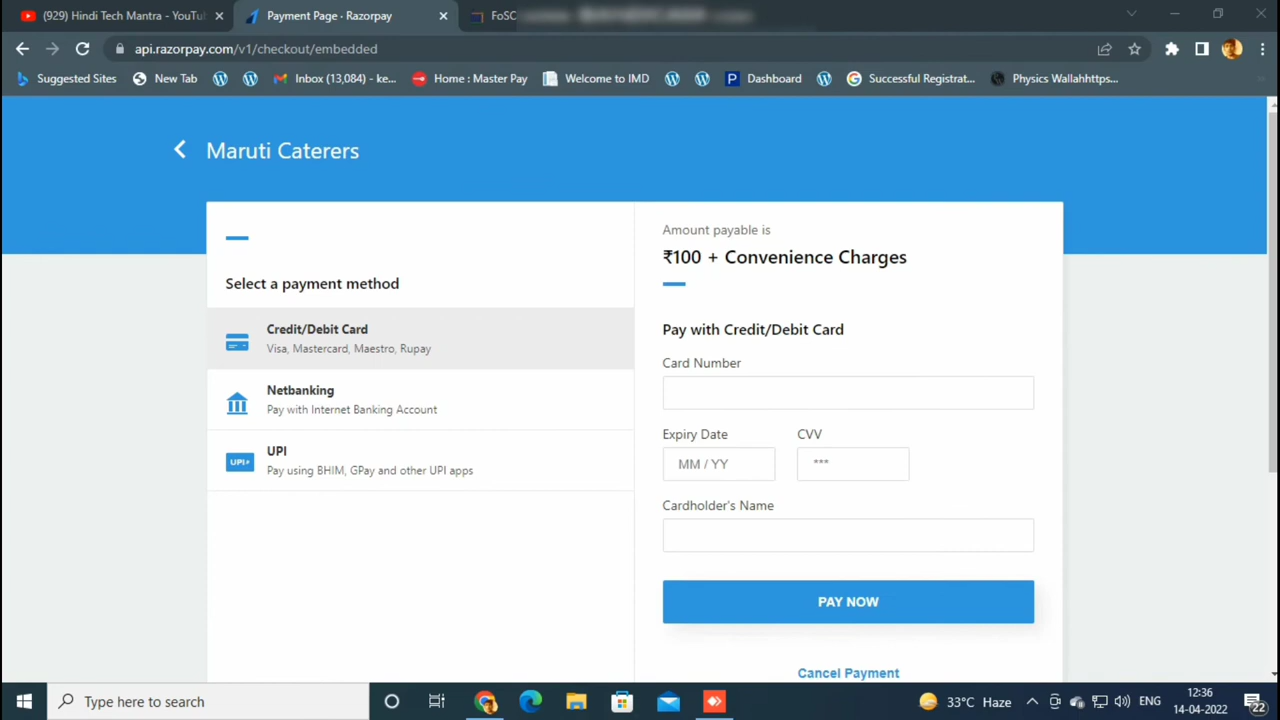 (929) Hindi Tech Mantra - YouTu
Payment Page · Razorpay
FoSC
api.razorpay.com/v1/checkout/embedded
Suggested Sites
New Tab
Inbox (13,084) - ke...
Home : Master Pay
Welcome to IMD
Dashboard
Successful Registrat...
Physics Wallahhttps...
Maruti Caterers
Select a payment method
Credit/Debit Card
Visa, Mastercard, Maestro, Rupay
Netbanking
Pay with Internet Banking Account
UPI
UPI+
Pay using BHIM, GPay and other UPI apps
Amount payable is
₹100 + Convenience Charges
Pay with Credit/Debit Card
Card Number
Expiry Date CVV
MM / YY ***
Cardholder's Name
PAY NOW
Cancel Payment
Type here to search
33°C Haze
ENG
12:36
14-04-2022
22